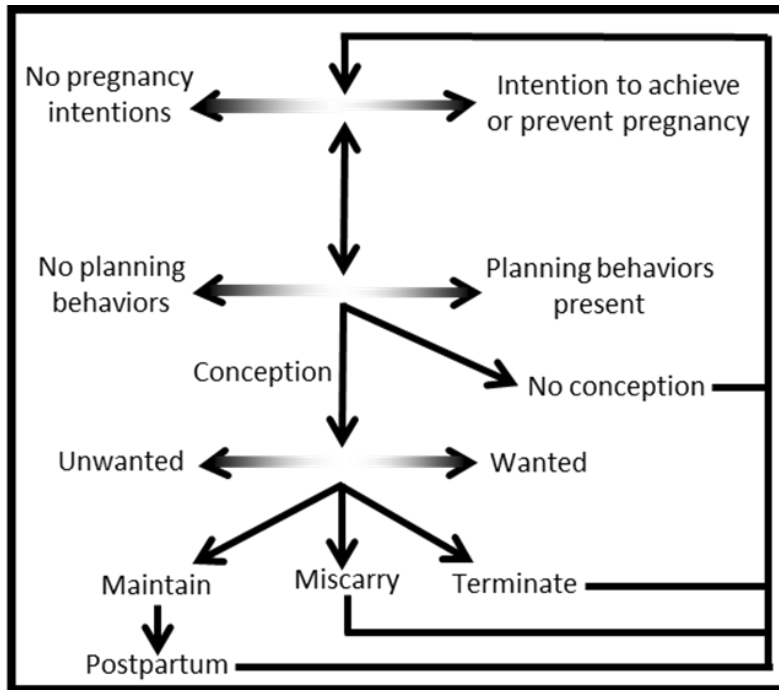 No pregnancy
intentions
Intention to achieve
or prevent pregnancy
No planning
behaviors
Planning behaviors
present
Conception
No conception
Unwanted
Wanted
Maintain
Miscarry
Terminate
Postpartum